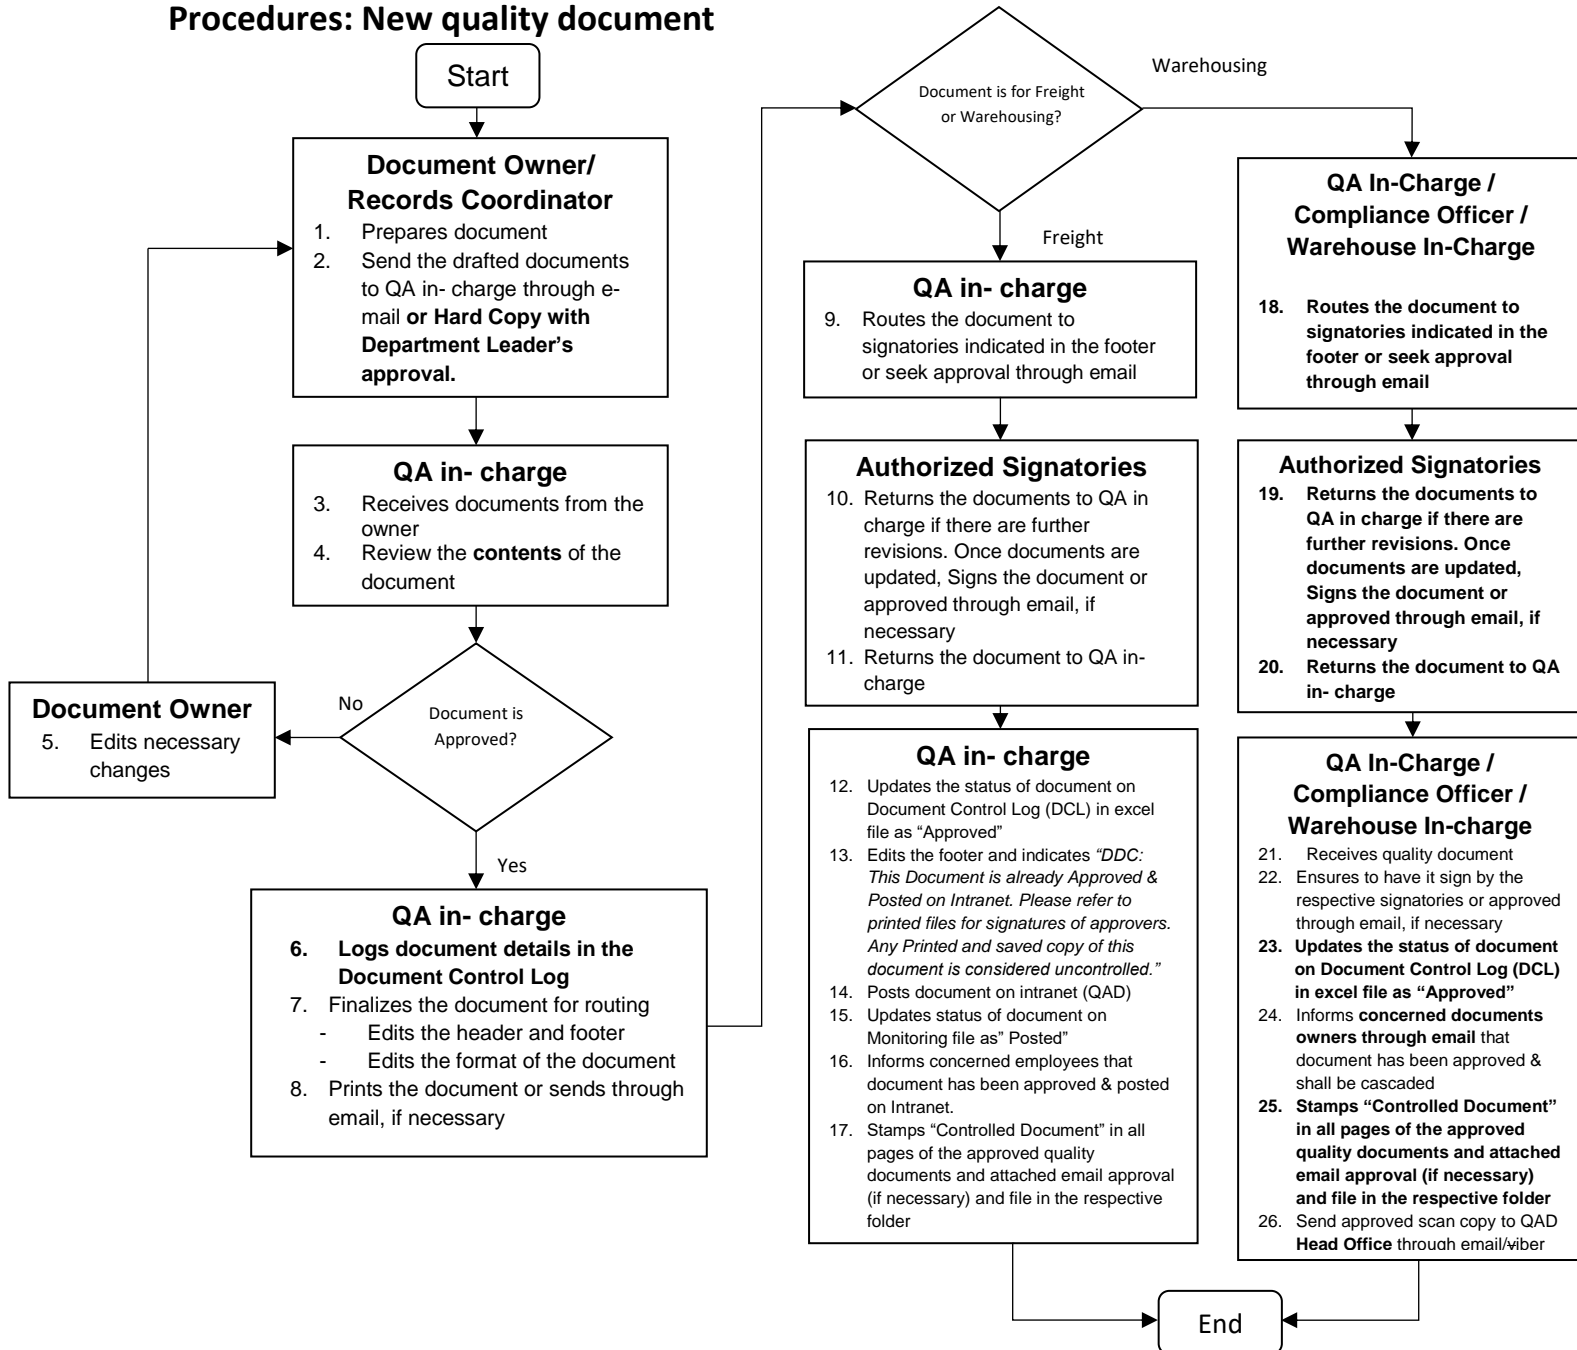 Procedures: New quality document
Start
Document Owner/
Records Coordinator
1. Prepares document
2. Send the drafted documents
to QA in- charge through e-
mail or Hard Copy with
Department Leader’s
approval.
QA in- charge
3. Receives documents from the
owner
4. Review the contents of the
document
No
Document is
Approved?
Document Owner
5. Edits necessary
changes
Yes
QA in- charge
6. Logs document details in the
Document Control Log
7. Finalizes the document for routing
- Edits the header and footer
- Edits the format of the document
8. Prints the document or sends through
email, if necessary
Document is for Freight
or Warehousing?
Warehousing
Freight
QA in- charge
9. Routes the document to
signatories indicated in the footer
or seek approval through email
Authorized Signatories
10. Returns the documents to QA in
charge if there are further
revisions. Once documents are
updated, Signs the document or
approved through email, if
necessary
11. Returns the document to QA in-
charge
QA in- charge
12. Updates the status of document on
Document Control Log (DCL) in excel
file as “Approved”
13. Edits the footer and indicates “DDC:
This Document is already Approved &
Posted on Intranet. Please refer to
printed files for signatures of approvers.
Any Printed and saved copy of this
document is considered uncontrolled.”
14. Posts document on intranet (QAD)
15. Updates status of document on
Monitoring file as” Posted”
16. Informs concerned employees that
document has been approved & posted
on Intranet.
17. Stamps “Controlled Document” in all
pages of the approved quality
documents and attached email approval
(if necessary) and file in the respective
folder
QA In-Charge /
Compliance Officer /
Warehouse In-Charge
18. Routes the document to
signatories indicated in the
footer or seek approval
through email
Authorized Signatories
19. Returns the documents to
QA in charge if there are
further revisions. Once
documents are updated,
Signs the document or
approved through email, if
necessary
20. Returns the document to QA
in- charge
QA In-Charge /
Compliance Officer /
Warehouse In-charge
21. Receives quality document
22. Ensures to have it sign by the
respective signatories or approved
through email, if necessary
23. Updates the status of document
on Document Control Log (DCL)
in excel file as “Approved”
24. Informs concerned documents
owners through email that
document has been approved &
shall be cascaded
25. Stamps “Controlled Document”
in all pages of the approved
quality documents and attached
email approval (if necessary)
and file in the respective folder
26. Send approved scan copy to QAD
Head Office through email/viber
End